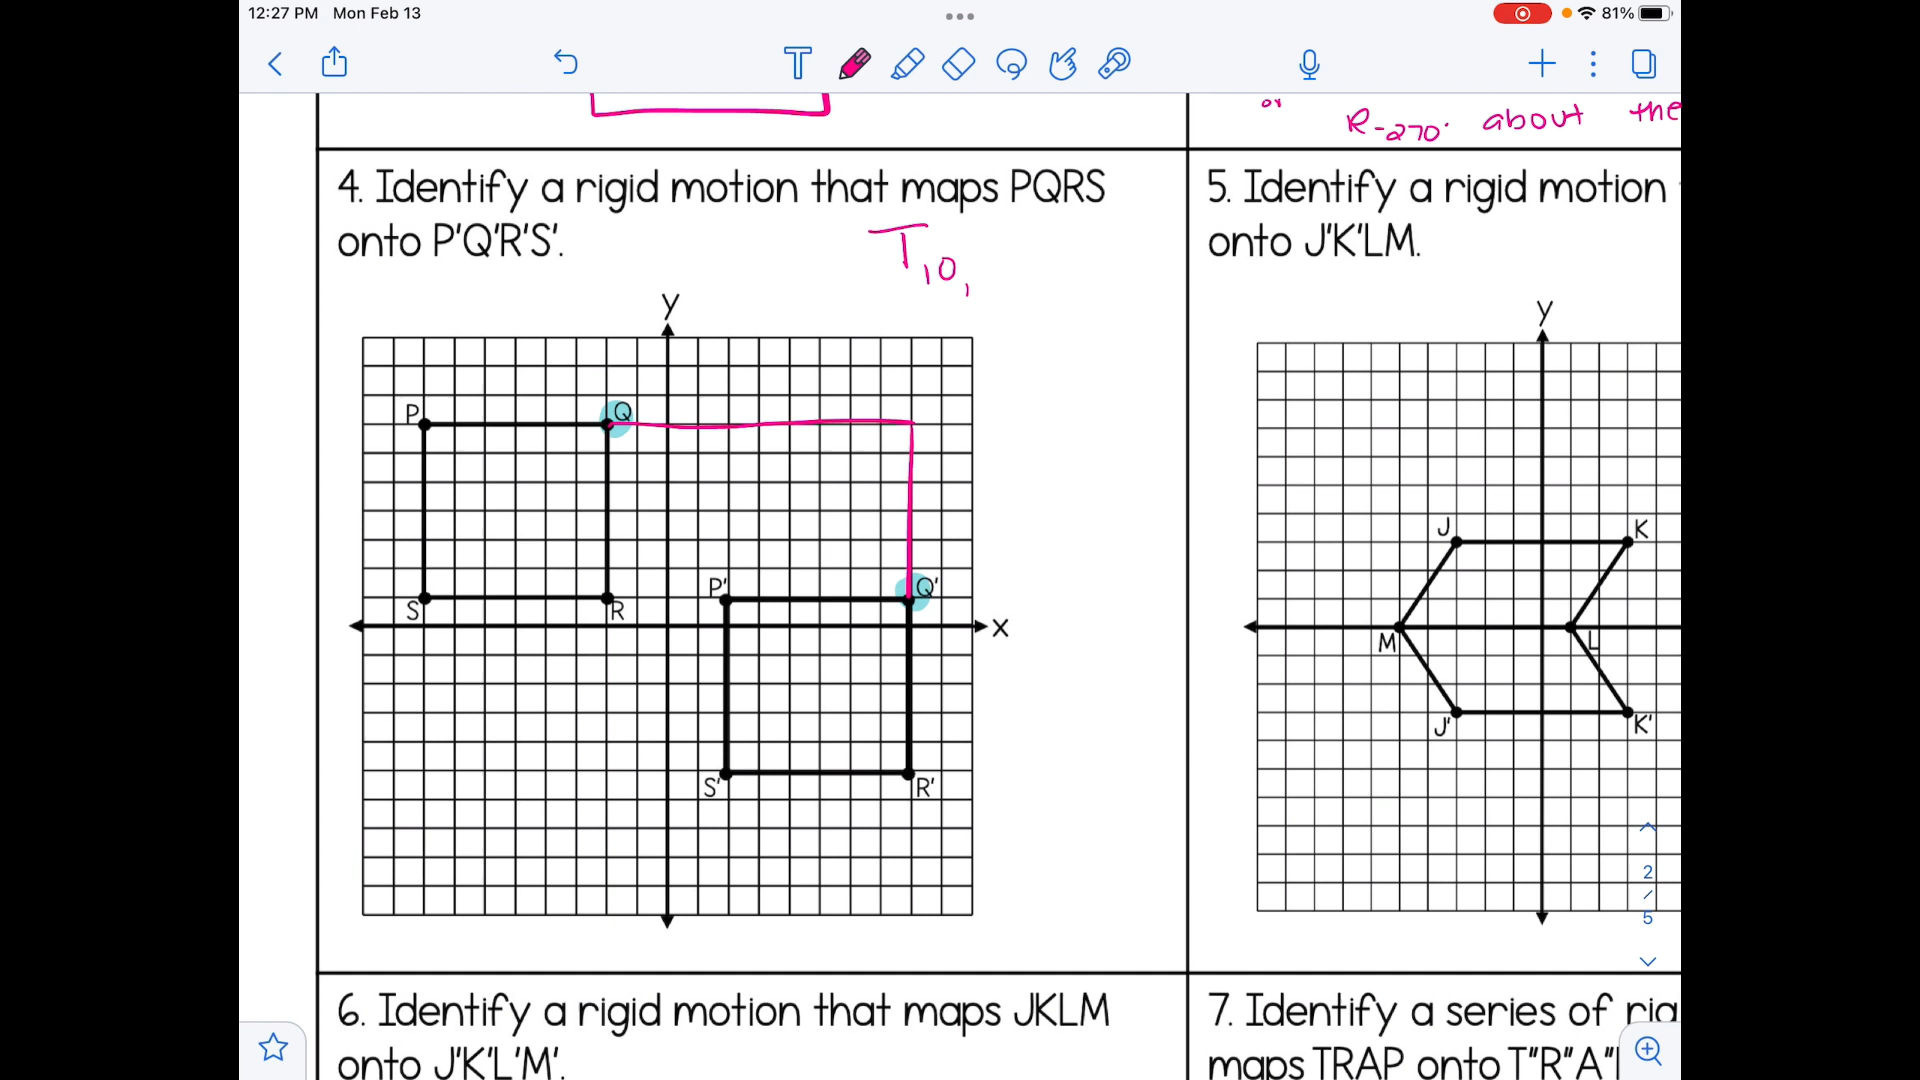 12:27 PM Mon Feb 13
81%
T
or
R-270° about the
4. Identify a rigid motion that maps PQRS
onto P'Q'R'S'.
T10,
y
P
Q
S
R
P'
Q'
x
S'
R'
5. Identify a rigid motion
onto J'K'LM.
y
J
K
M
L
J'
K'
2
/
5
6. Identify a rigid motion that maps JKLM
onto J'K'L'M'.
7. Identify a series of rig
maps TRAP onto T"R"A"